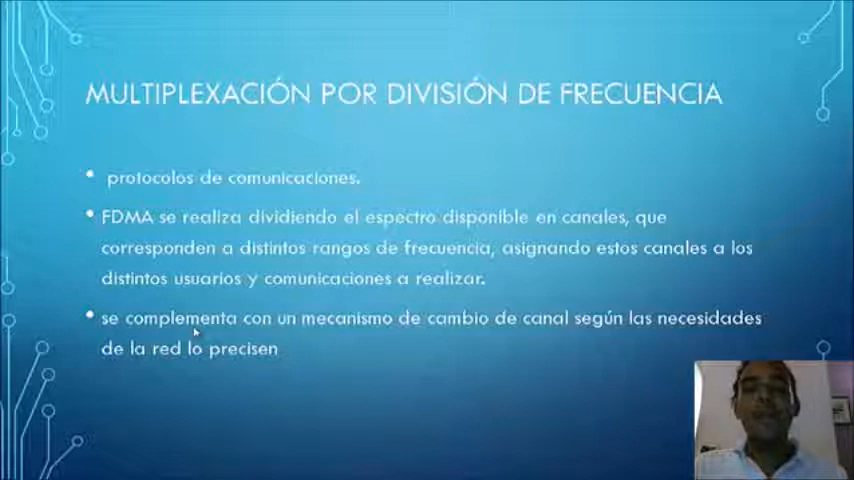 MULTIPLEXACIÓN POR DIVISIÓN DE FRECUENCIA
• protocolos de comunicaciones.
• FDMA se realiza dividiendo el espectro disponible en canales, que
corresponden a distintos rangos de frecuencia, asignando estos canales a los
distintos usuarios y comunicaciones a realizar.
• se complementa con un mecanismo de cambio de canal según las necesidades
de la red lo precisen